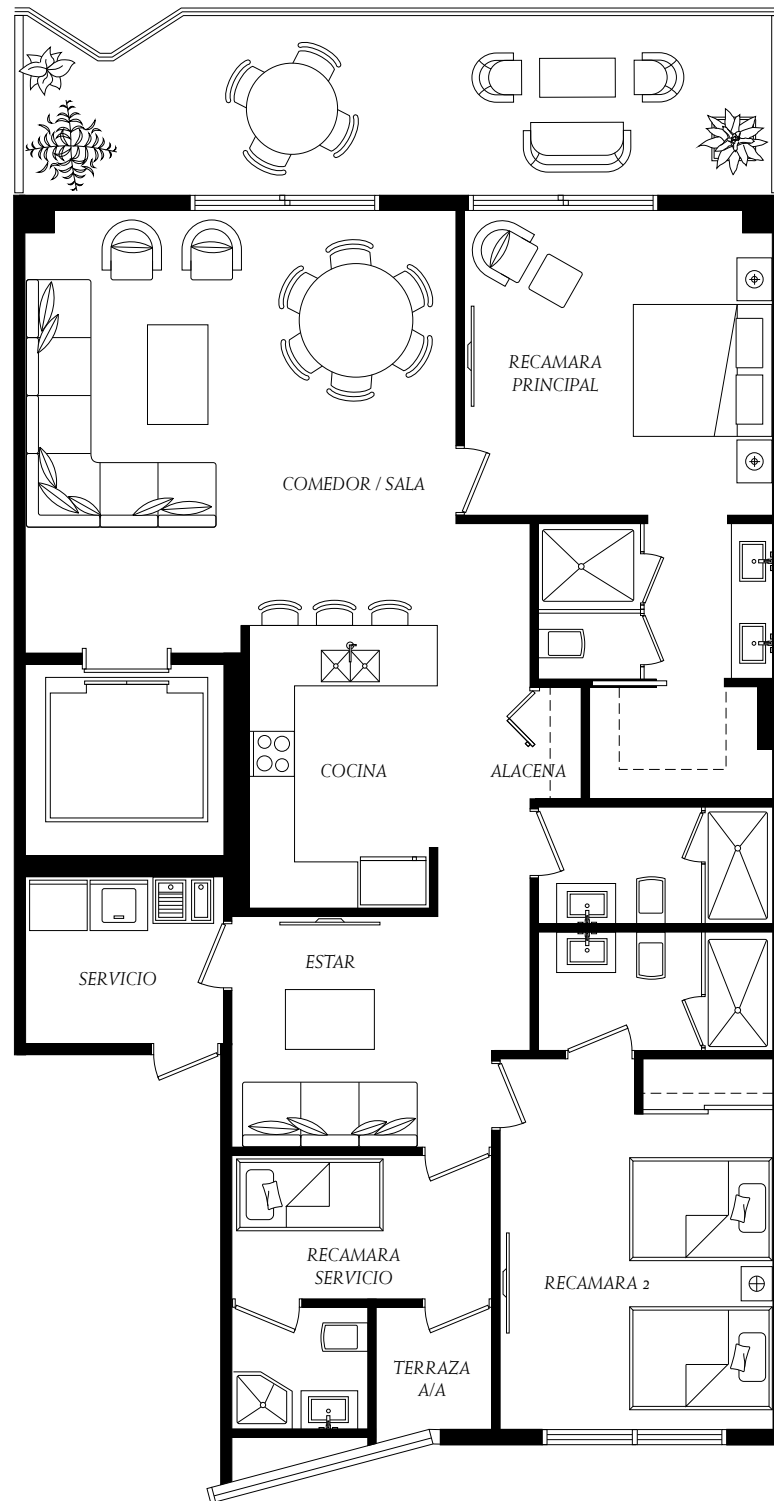 RECAMARA
PRINCIPAL
COMEDOR / SALA
COCINA
ALACENA
ESTAR
SERVICIO
RECAMARA
SERVICIO
RECAMARA 2
TERRAZA
A/A